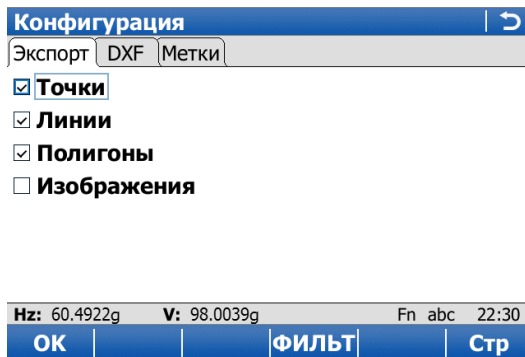 Конфигурация
Экспорт DXF Метки
Точки
Линии
Полигоны
Изображения
Hz: 60.4922g V: 98.0039g Fn abc 22:30
ОК ФИЛЬТ Стр